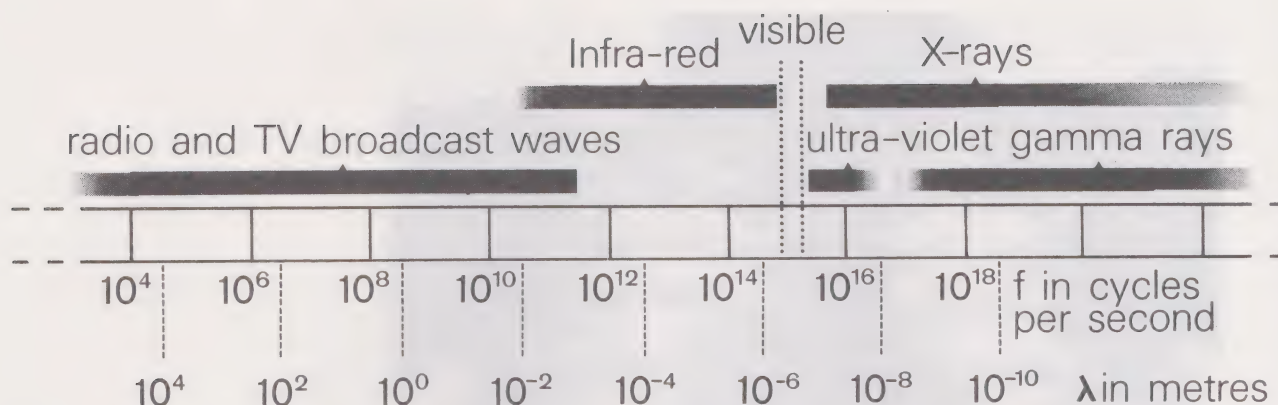 visible
Infra-red X-rays
radio and TV broadcast waves ultra-violet gamma rays
10⁴ 10⁶ 10⁸ 10¹⁰ 10¹² 10¹⁴ 10¹⁶ 10¹⁸ f in cycles
per second
10⁴ 10² 10⁰ 10⁻² 10⁻⁴ 10⁻⁶ 10⁻⁸ 10⁻¹⁰ λ in metres